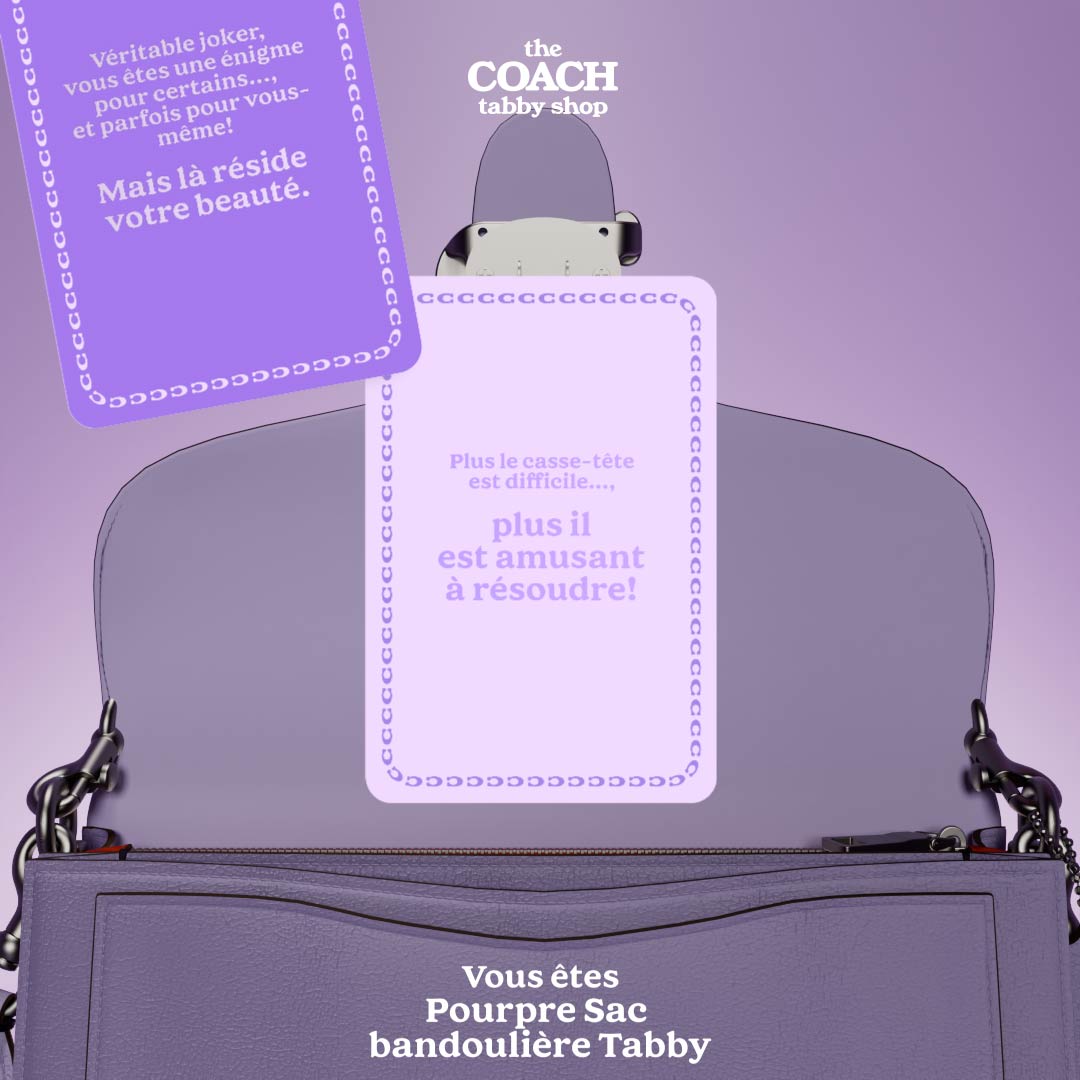 the
COACH
tabby shop
Véritable joker,
vous êtes une énigme
pour certains...,
et parfois pour vous-
même!
Mais là réside
votre beauté.
Plus le casse-tête
est difficile...,
plus il
est amusant
à résoudre!
Vous êtes
Pourpre Sac
bandoulière Tabby